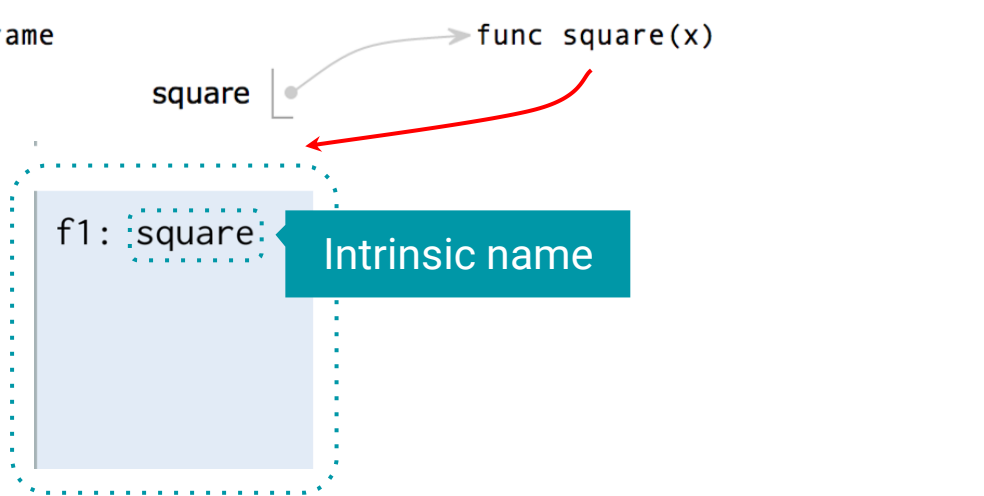 ame func square(x)
square
f1: square
Intrinsic name